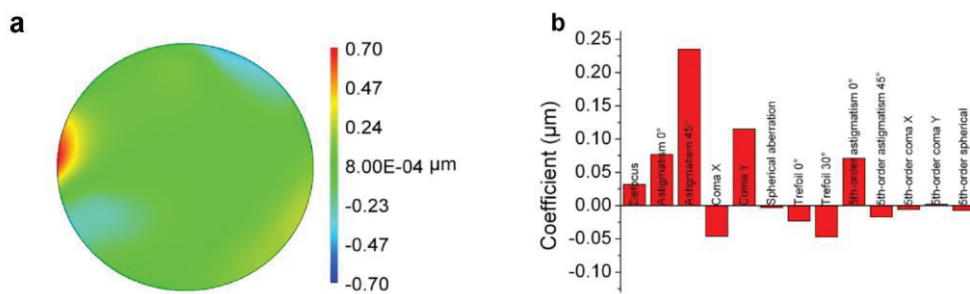 a
0.70
0.47
0.24
8.00E-04 μm
-0.23
-0.47
-0.70
b
Coefficient (μm)
0.25
0.20
0.15
0.10
0.05
0.00
-0.05
-0.10
Defocus
Astigmatism 0°
Astigmatism 45°
Coma X
Coma Y
Spherical aberration
Trefoil 0°
Trefoil 30°
5th-order astigmatism 0°
5th-order astigmatism 45°
5th-order coma X
5th-order coma Y
5th-order spherical